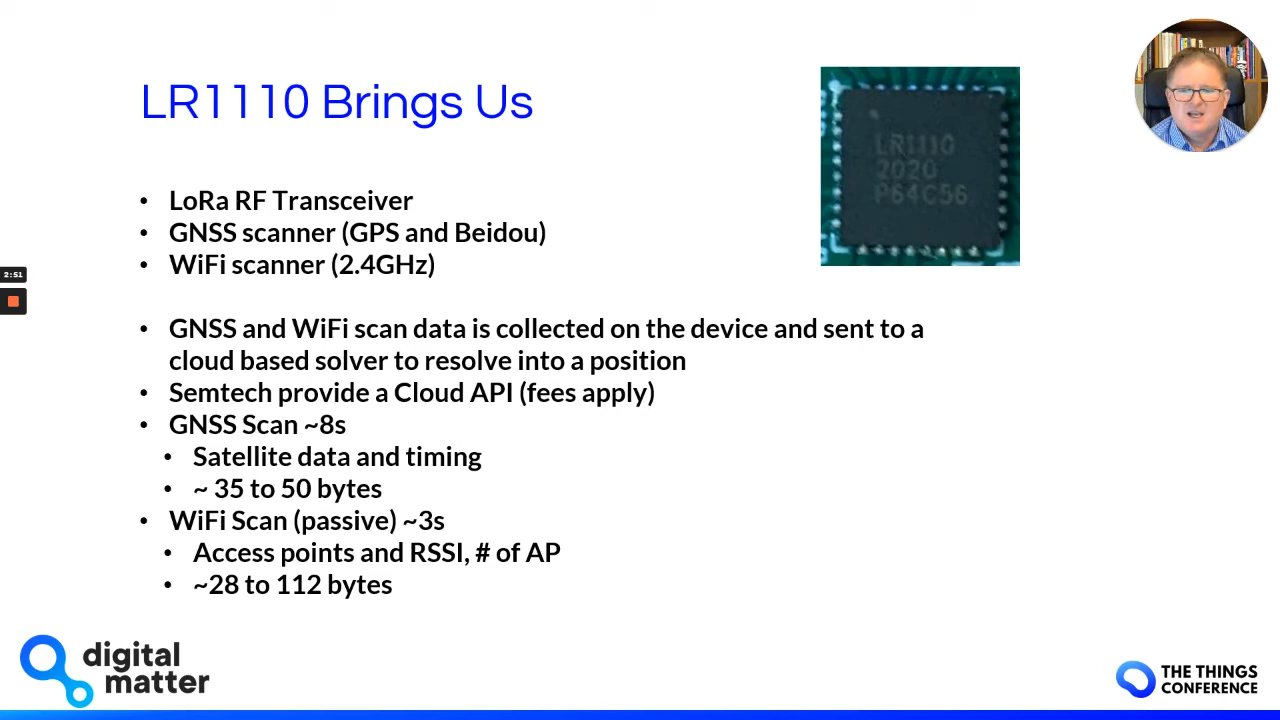 LR1110 Brings Us
LR1110
2020
P64C56
• LoRa RF Transceiver
• GNSS scanner (GPS and Beidou)
• WiFi scanner (2.4GHz)
2:51
• GNSS and WiFi scan data is collected on the device and sent to a
cloud based solver to resolve into a position
• Semtech provide a Cloud API (fees apply)
• GNSS Scan ~8s
• Satellite data and timing
• ~ 35 to 50 bytes
• WiFi Scan (passive) ~3s
• Access points and RSSI, # of AP
• ~28 to 112 bytes
digital
matter
THE THINGS
CONFERENCE